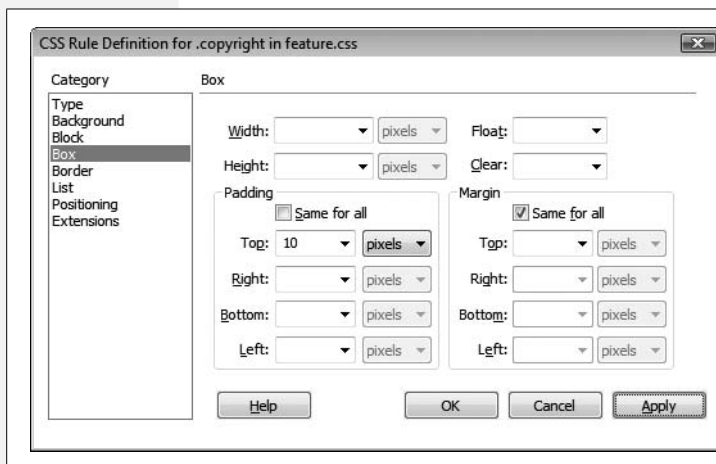 CSS Rule Definition for .copyright in feature.css
Category
Type
Background
Block
Box
Border
List
Positioning
Extensions
Box
Width: pixels Float:
Height: pixels Clear:
Padding
Same for all
Top: 10 pixels
Right: pixels
Bottom: pixels
Left: pixels
Margin
Same for all
Top: pixels
Right: pixels
Bottom: pixels
Left: pixels
Help OK Cancel Apply